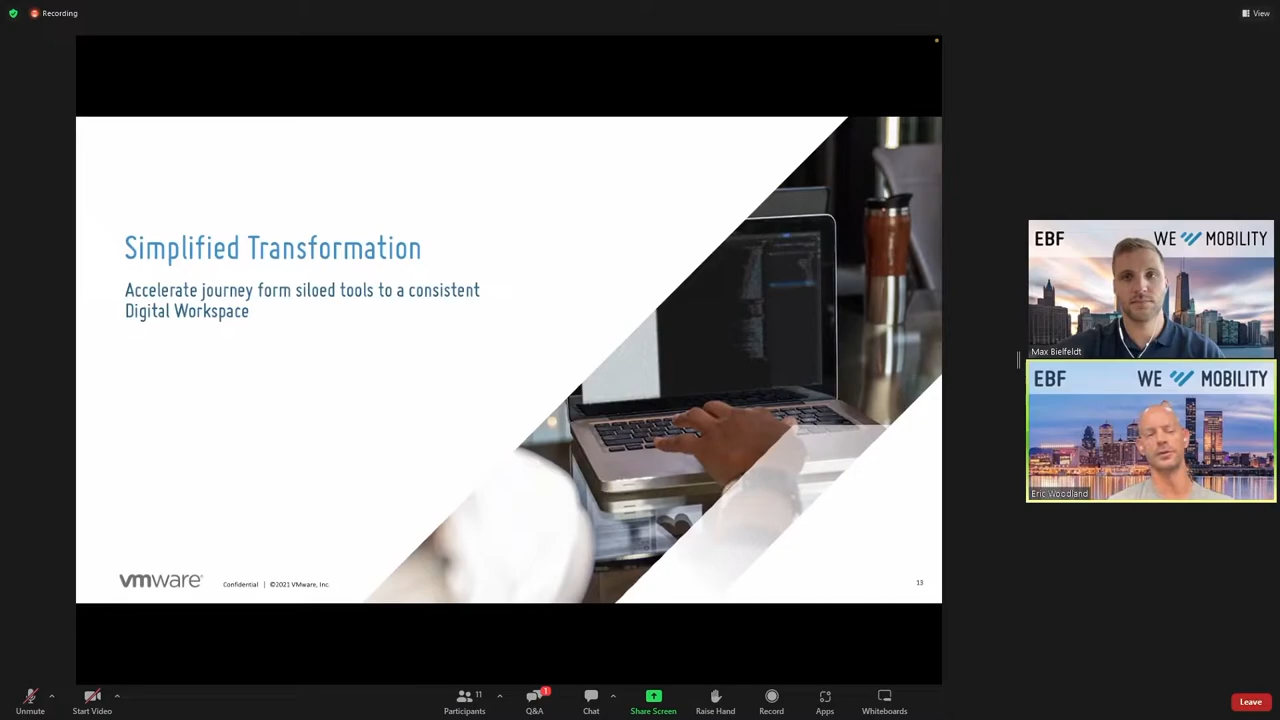 Recording
View
Simplified Transformation
Accelerate journey form siloed tools to a consistent
Digital Workspace
vmware®
Confidential | ©2021 VMware, Inc.
13
EBF
WE MOBILITY
Max Bielfeldt
EBF
WE MOBILITY
Eric Woodland
Unmute
Start Video
Participants
11
Q&A
1
Chat
Share Screen
Raise Hand
Record
Apps
Whiteboards
Leave